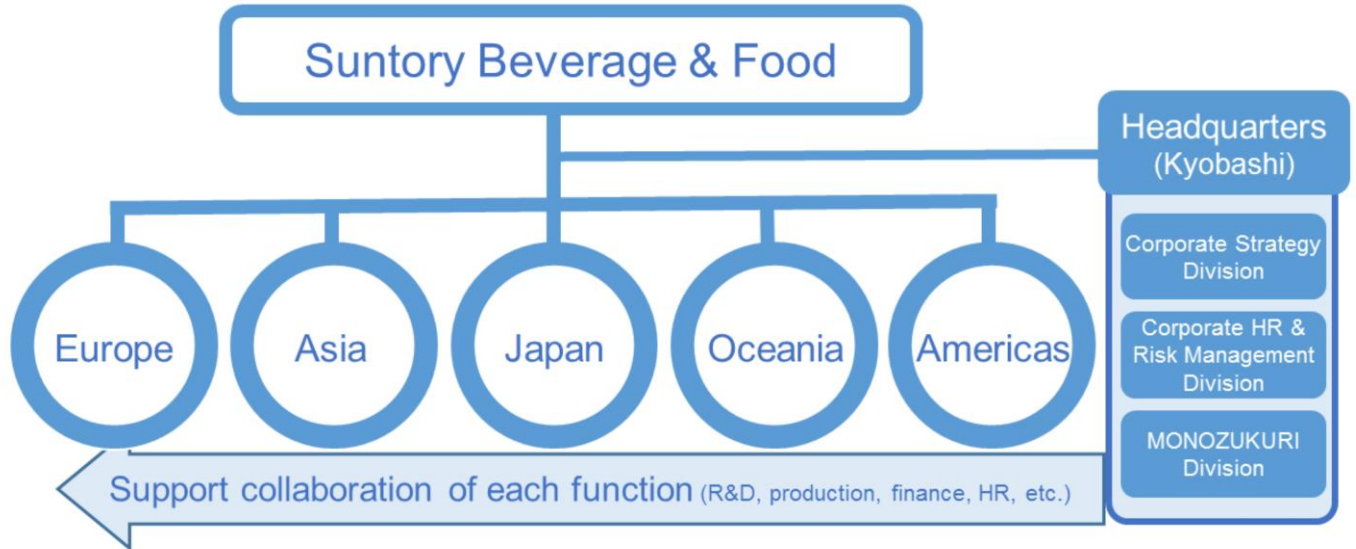 Suntory Beverage & Food
Headquarters
(Kyobashi)
Corporate Strategy
Division
Corporate HR &
Risk Management
Division
MONOZUKURI
Division
Europe
Asia
Japan
Oceania
Americas
Support collaboration of each function (R&D, production, finance, HR, etc.)